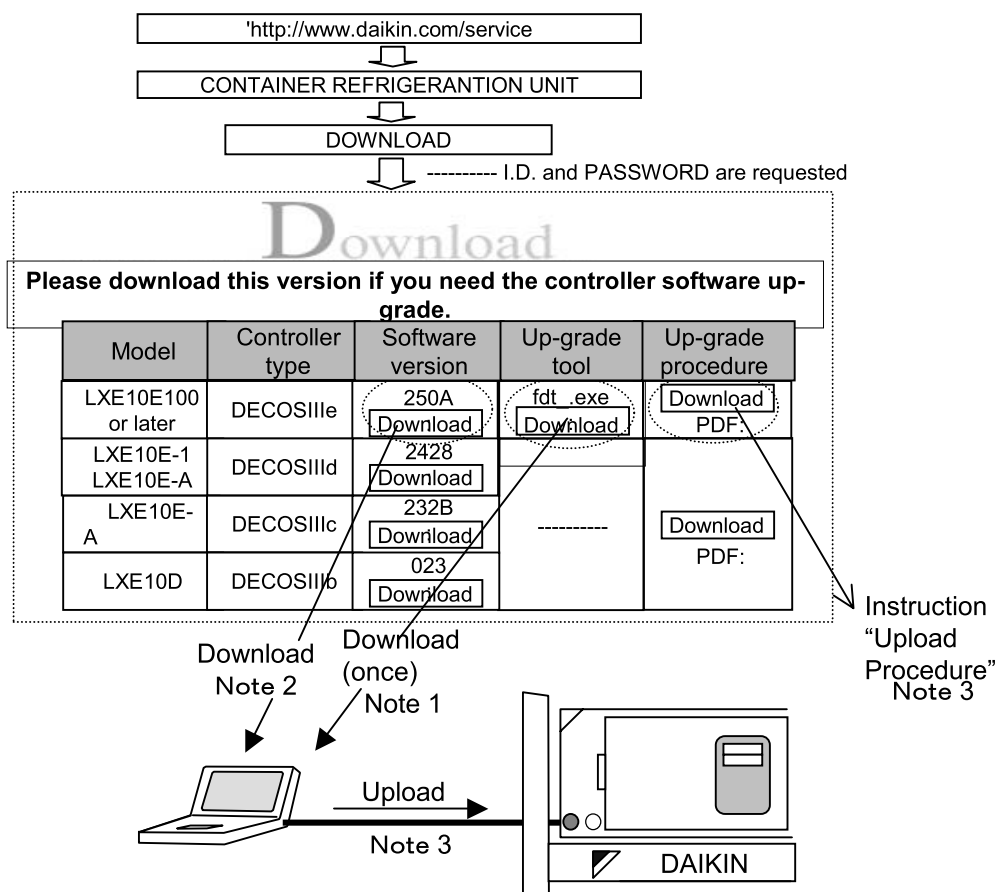 'http://www.daikin.com/service
CONTAINER REFRIGERANTION UNIT
DOWNLOAD
---------- I.D. and PASSWORD are requested
Download
Please download this version if you need the controller software up-
grade.
Model
Controller
type
Software
version
Up-grade
tool
Up-grade
procedure
LXE10E100
or later
DECOSIIIe
250A
Download
fdt_.exe
Download
Download
PDF:
LXE10E-1
LXE10E-A
DECOSIIId
2428
Download
LXE10E-
A
DECOSIIIc
232B
Download
----------
Download
PDF:
LXE10D
DECOSIIIb
023
Download
Instruction
“Upload
Procedure”
Note 3
Download
Note 2
Download
(once)
Note 1
Upload
Note 3
DAIKIN